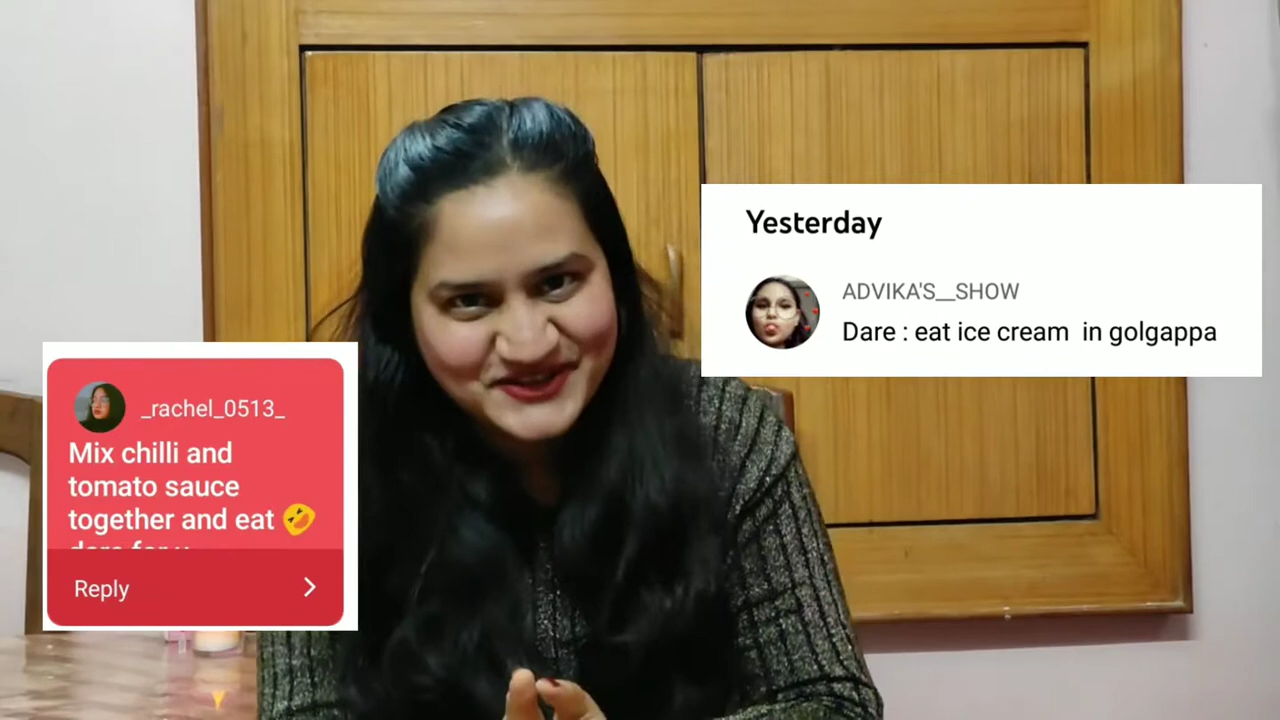 Yesterday
ADVIKA'S__SHOW
Dare : eat ice cream  in golgappa
_rachel_0513_
Mix chilli and
tomato sauce
together and eat 🤣
Reply